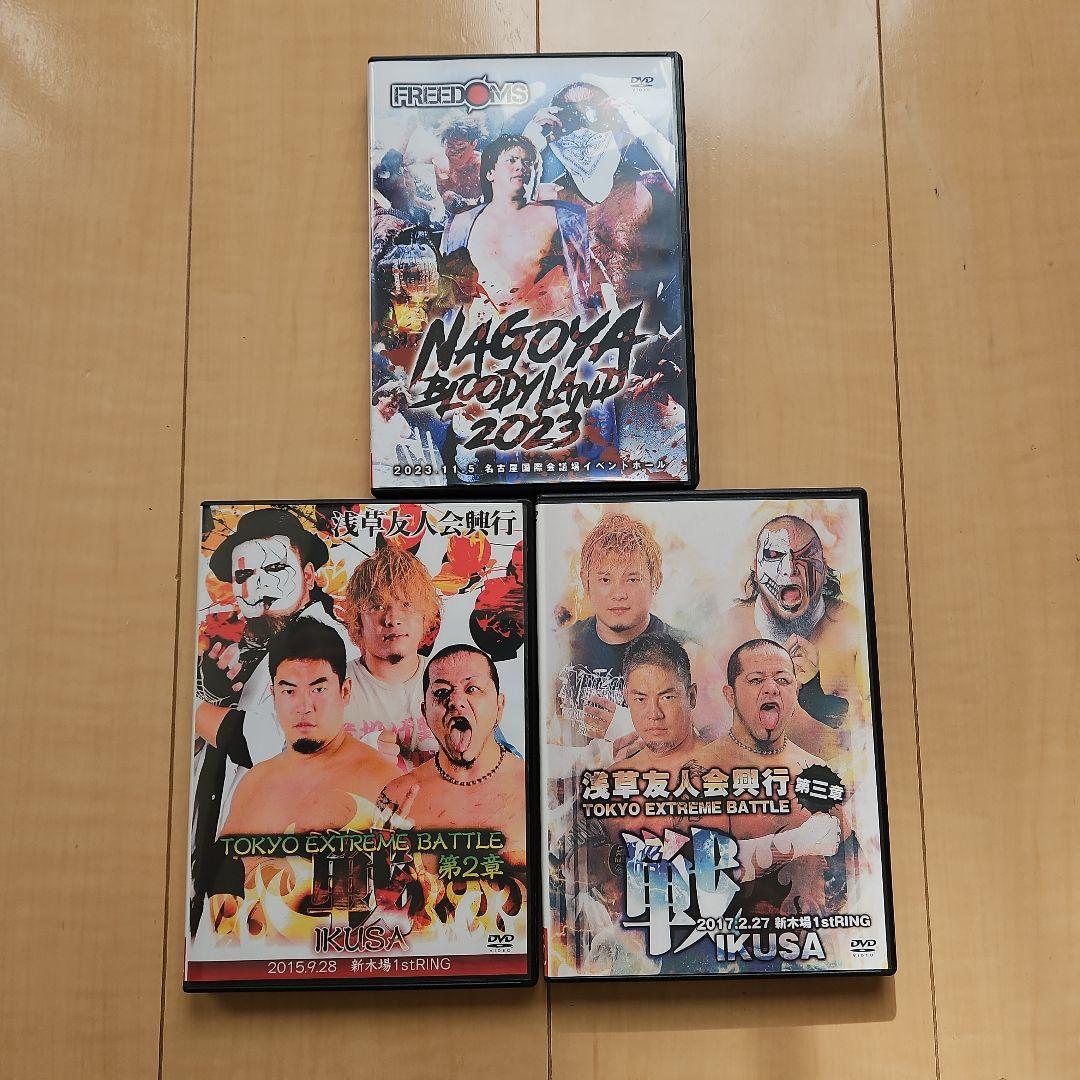 FREEDOMS
DVD
VIDEO
NAGOYA
BLOODYLAND
2023
2023.11.5 名古屋国際会議場イベントホール
浅草友人会興行
TOKYO EXTREME BATTLE
第2章
戦
IKUSA
DVD
VIDEO
2015.9.28 新木場1stRING
浅草友人会興行
第三章
TOKYO EXTREME BATTLE
戦
2017.2.27 新木場1stRING
IKUSA
DVD
VIDEO